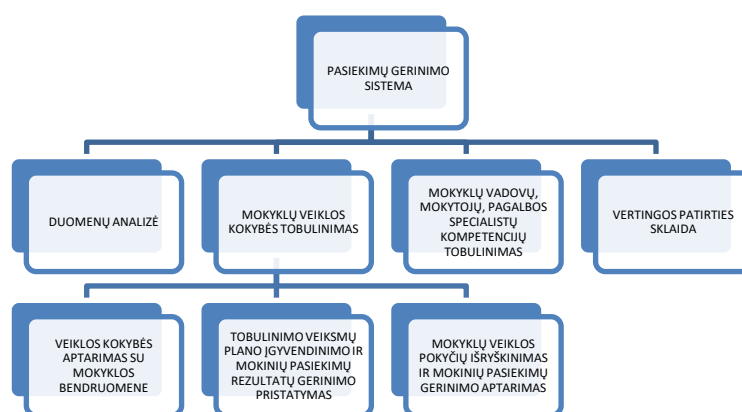 PASIEKIMŲ GERINIMO
SISTEMA
DUOMENŲ ANALIZĖ
MOKYKLŲ VEIKLOS
KOKYBĖS TOBULINIMAS
MOKYKLŲ VADOVŲ,
MOKYTOJŲ, PAGALBOS
SPECIALISTŲ
KOMPETENCIJŲ
TOBULINIMAS
VERTINGOS PATIRTIES
SKLAIDA
VEIKLOS KOKYBĖS
APTARIMAS SU
MOKYKLOS
BENDRUOMENE
TOBULINIMO VEIKSMŲ
PLANO ĮGYVENDINIMO IR
MOKINIŲ PASIEKIMŲ
REZULTATŲ GERINIMO
PRISTATYMAS
MOKYKLŲ VEIKLOS
POKYČIŲ IŠRYŠKINIMAS
IR MOKINIŲ PASIEKIMŲ
GERINIMO APTARIMAS